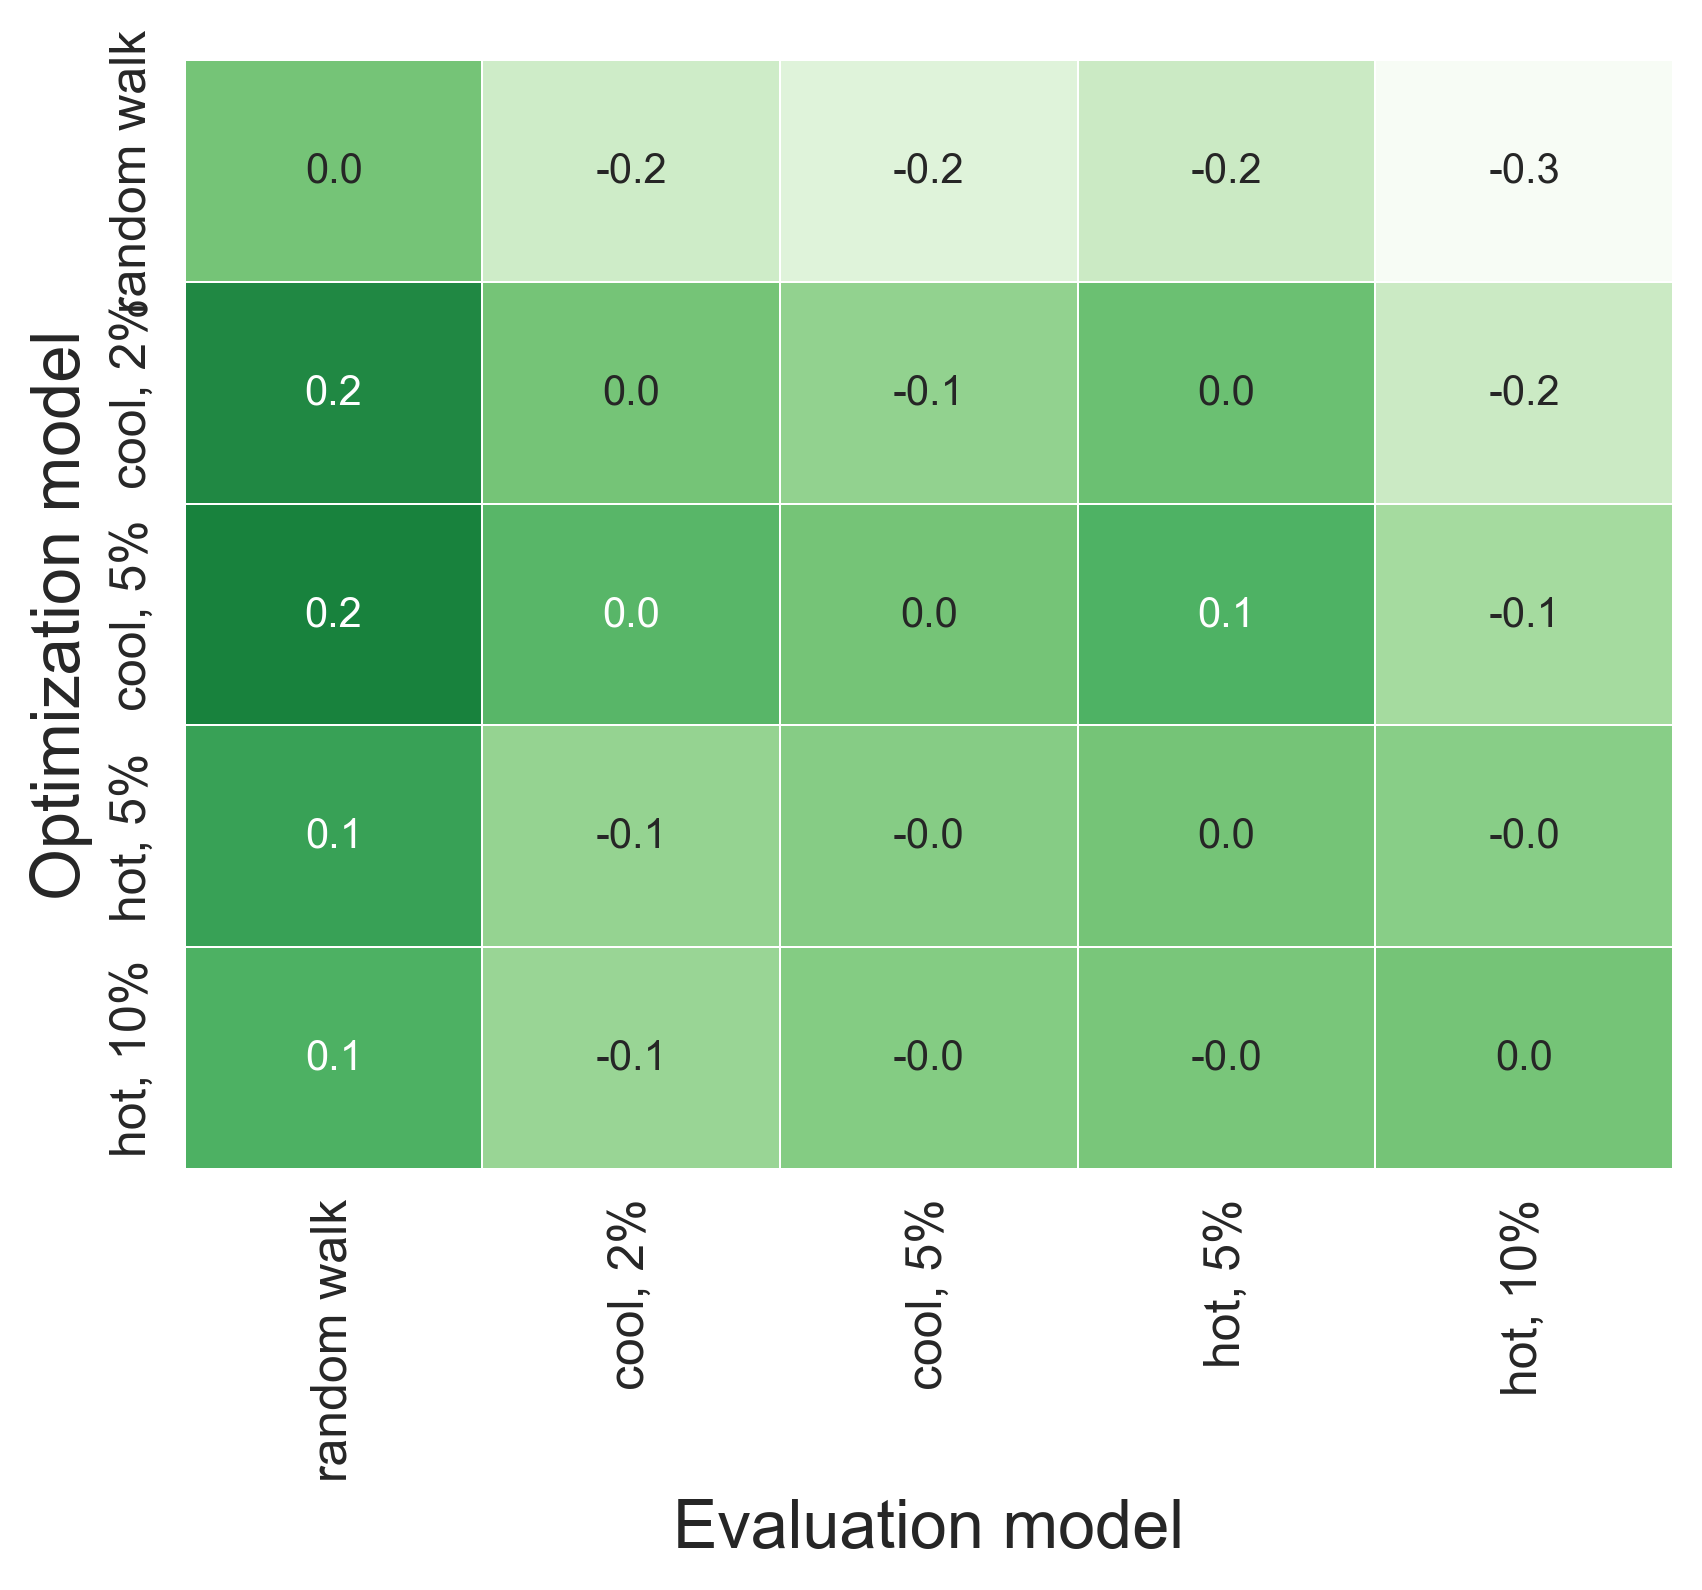 Optimization model
random walk
0.0 -0.2 -0.2 -0.2 -0.3
cool, 2%
0.2 0.0 -0.1 0.0 -0.2
cool, 5%
0.2 0.0 0.0 0.1 -0.1
hot, 5%
0.1 -0.1 -0.0 0.0 -0.0
hot, 10%
0.1 -0.1 -0.0 -0.0 0.0
random walk
cool, 2%
cool, 5%
hot, 5%
hot, 10%
Evaluation model